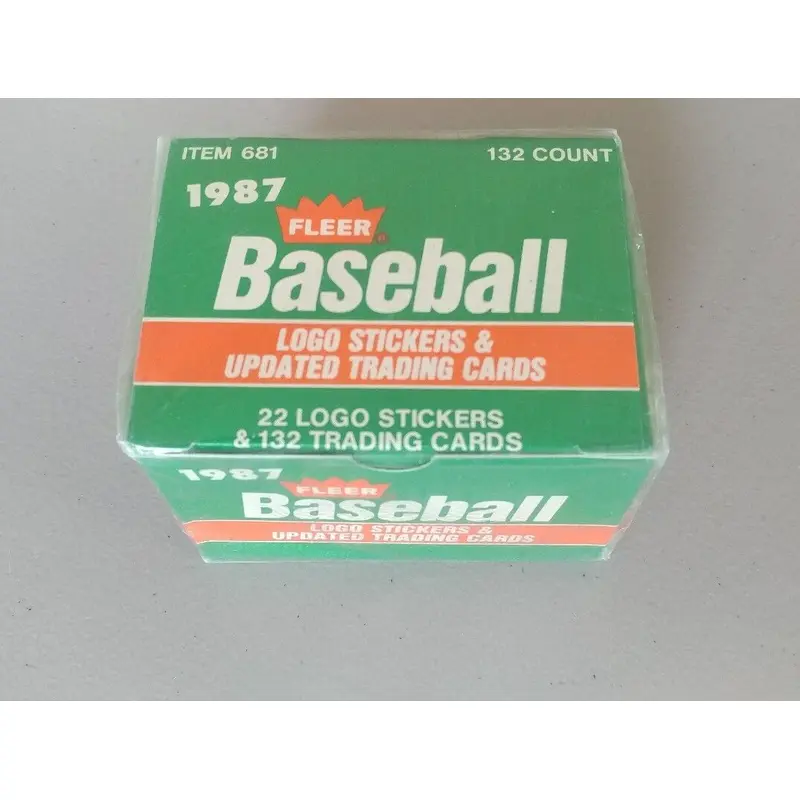 ITEM 681
132 COUNT
1987
FLEER®
Baseball
LOGO STICKERS &
UPDATED TRADING CARDS
22 LOGO STICKERS
& 132 TRADING CARDS
1987
FLEER
Baseball
LOGO STICKERS &
UPDATED TRADING CARDS